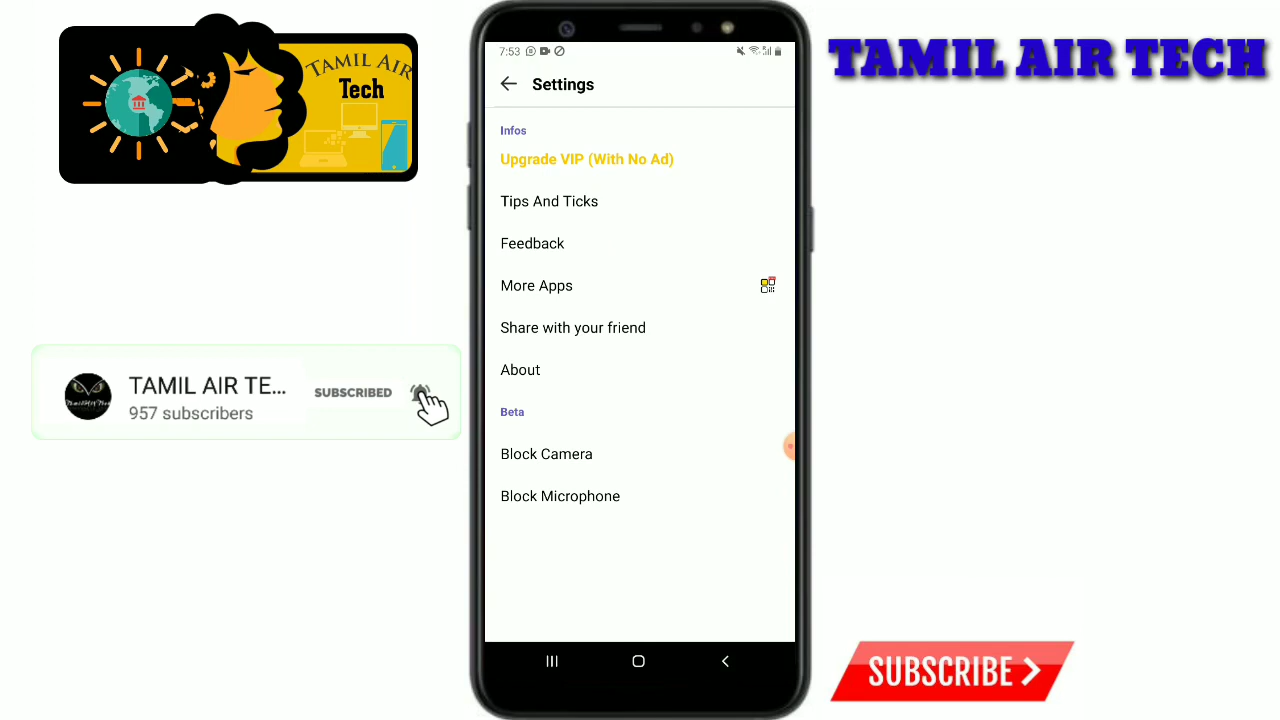 TAMIL AIR
Tech
TAMIL AIR TE...
957 subscribers
SUBSCRIBED
7:53
Settings
Infos
Upgrade VIP (With No Ad)
Tips And Ticks
Feedback
More Apps
Share with your friend
About
Beta
Block Camera
Block Microphone
TAMIL AIR TECH
SUBSCRIBE